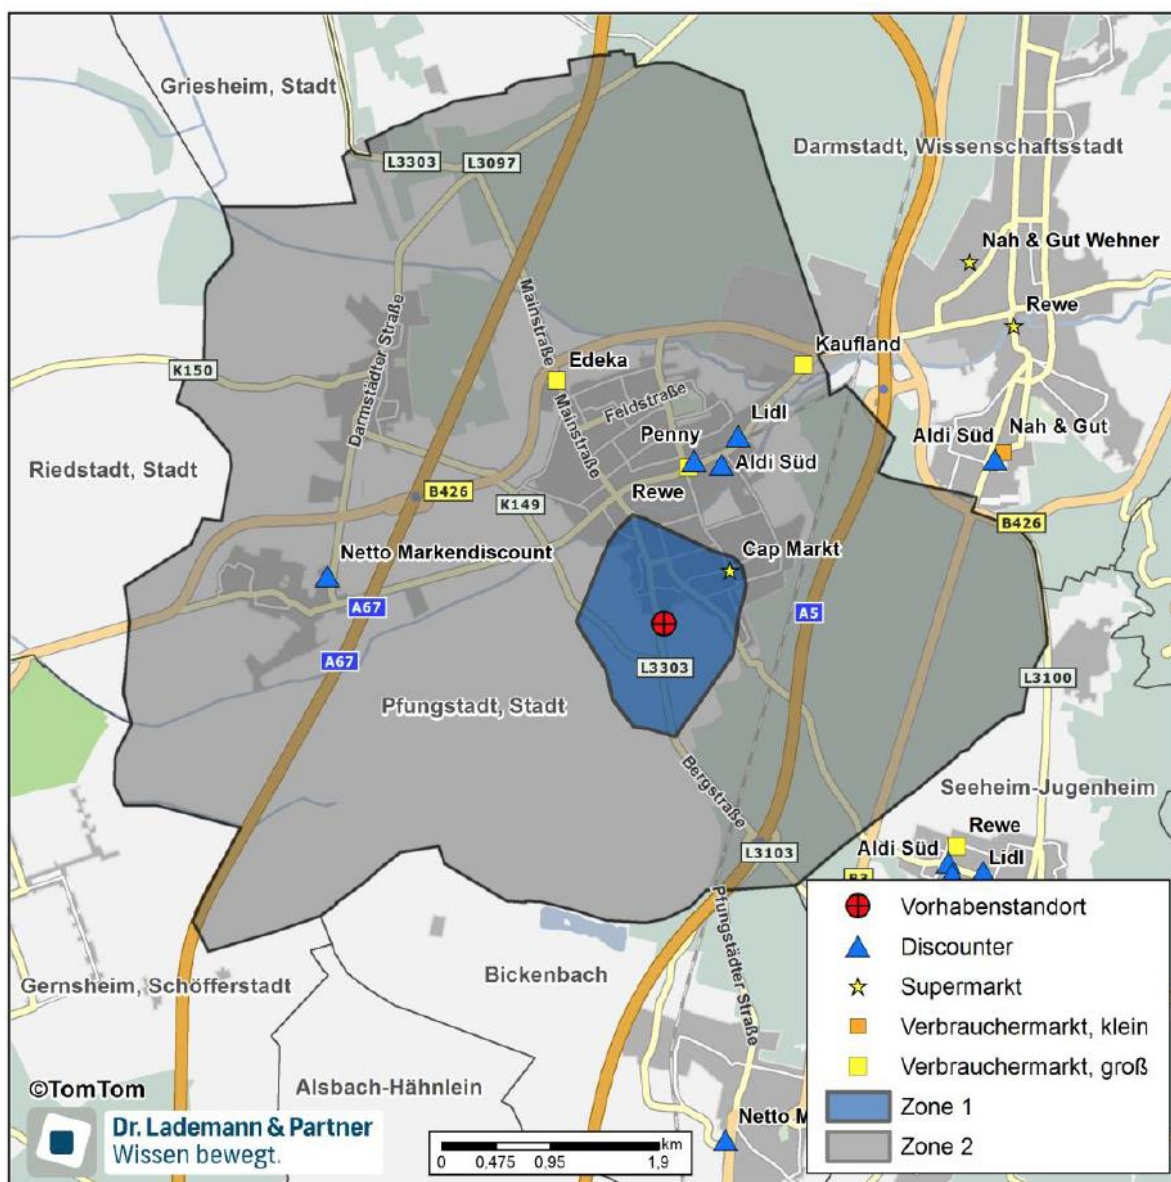 Griesheim, Stadt
L3303
L3097
Darmstadt, Wissenschaftsstadt
Nah & Gut Wehner
Rewe
Mainstraße
Darmstädter Straße
Kaufland
Edeka
K150
Feldstraße
Mainstraße
Lidl
Penny
Aldi Süd
Nah & Gut
Aldi Süd
Riedstadt, Stadt
Rewe
B426
K149
B426
Netto Markendiscount
Cap Markt
A67
A5
A67
L3303
L3100
Pfungstadt, Stadt
Bergstraße
Seeheim-Jugenheim
Rewe
Aldi Süd
Lidl
L3103
B3
Pfungstädter Straße
Gernsheim, Schöfferstadt
Bickenbach
Alsbach-Hähnlein
Netto M
Vorhabenstandort
Discounter
Supermarkt
Verbrauchermarkt, klein
Verbrauchermarkt, groß
Zone 1
Zone 2
©TomTom
Dr. Lademann & Partner
Wissen bewegt.
km
0 0,475 0,95 1,9